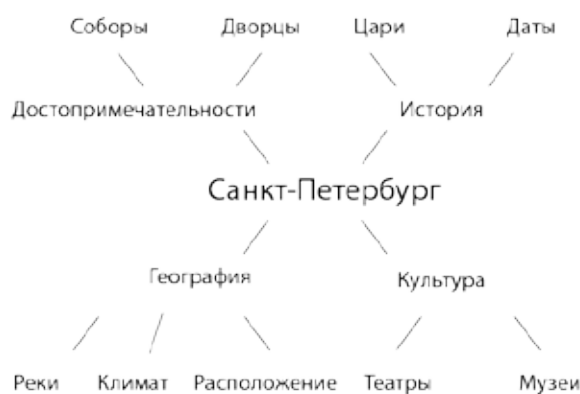 Соборы Дворцы Цари Даты
Достопримечательности История
Санкт-Петербург
География Культура
Реки Климат Расположение Театры Музеи